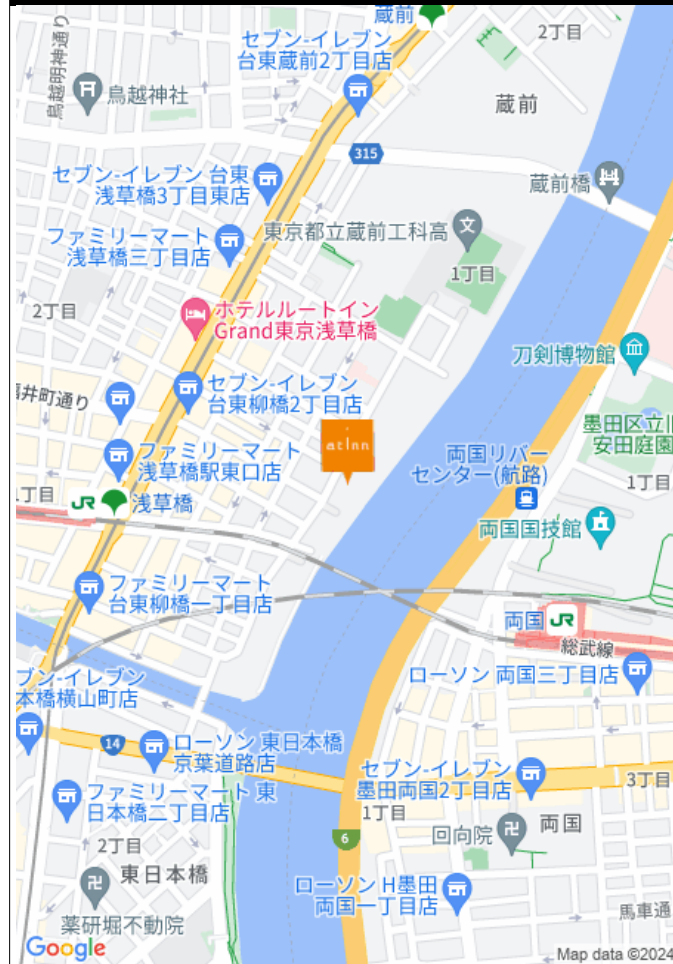 蔵前
2丁目
セブン-イレブン
台東蔵前2丁目店
鳥越明神通り
鳥越神社
蔵前
315
セブン-イレブン 台東
浅草橋3丁目東店
蔵前橋
ファミリーマート
浅草橋三丁目店
東京都立蔵前工科高
文
1丁目
2丁目
ホテルルートイン
Grand東京浅草橋
刀剣博物館
福井町通り
セブン-イレブン
台東柳橋2丁目店
atinn
墨田区立旧
安田庭園
ファミリーマート
浅草橋駅東口店
両国リバー
センター(航路)
1丁目
1丁目
JR
浅草橋
両国国技館
ファミリーマート
台東柳橋一丁目店
両国
JR
総武線
ブン-イレブン
本橋横山町店
ローソン 両国三丁目店
14
ローソン 東日本橋
京葉道路店
セブン-イレブン
墨田両国2丁目店
3丁目
ファミリーマート 東
日本橋二丁目店
1丁目
6
回向院
両国
2丁目
東日本橋
ローソン H墨田
両国一丁目店
馬車通
薬研堀不動院
Google
Map data ©2024